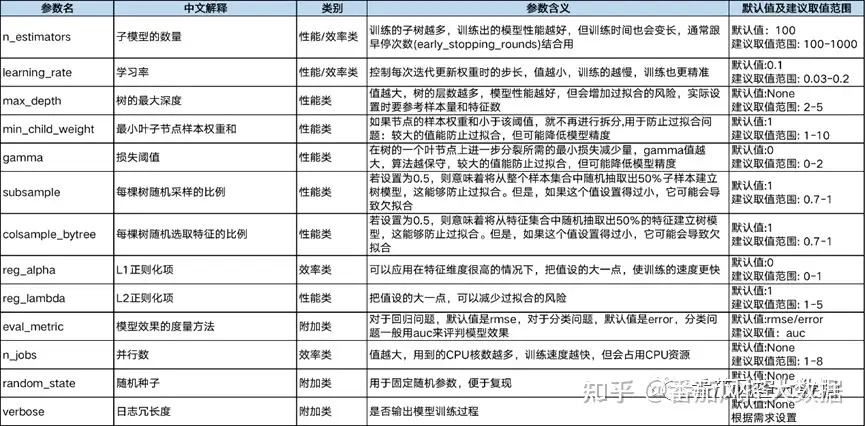 参数名 中文解释 类别 参数含义 默认值及建议取值范围
n_estimators 子模型的数量 性能/效率类 训练的子树越多，训练出的模型性能越好，但训练时间也会变长，通常跟
早停次数(early_stopping_rounds)结合用 默认值：100
建议取值范围: 100-1000
learning_rate 学习率 性能/效率类 控制每次迭代更新权重时的步长，值越小，训练的越慢，训练也更精准 默认值:0.1
建议取值范围: 0.03-0.2
max_depth 树的最大深度 性能类 值越大，树的层数越多，模型性能越好，但会增加过拟合的风险，实际设
置时要参考样本量和特征数 默认值:None
建议取值范围: 2-5
min_child_weight 最小叶子节点样本权重和 性能类 如果节点的样本权重和小于该阈值，就不再进行拆分,用于防止过拟合问
题：较大的值能防止过拟合，但可能降低模型精度 默认值:1
建议取值范围: 1-10
gamma 损失阈值 性能类 在树的一个叶节点上进一步分裂所需的最小损失减少量，gamma值越
大，算法越保守，较大的值能防止过拟合，但可能降低模型精度 默认值:0
建议取值范围: 0-2
subsample 每棵树随机采样的比例 性能类 若设置为0.5，则意味着将从整个样本集合中随机抽取出50%子样本建立
树模型，这能够防止过拟合。但是，如果这个值设置得过小，它可能会导
致欠拟合 默认值:1
建议取值范围: 0.7-1
colsample_bytree 每棵树随机选取特征的比例 性能类 若设置为0.5，则意味着将从特征集合中随机抽取出50%的特征建立树模
型，这能够防止过拟合。但是，如果这个值设置得过小，它可能会导致欠
拟合 默认值:1
建议取值范围: 0.7-1
reg_alpha L1正则化项 效率类 可以应用在特征维度很高的情况下，把值设的大一点，使训练的速度更快 默认值:0
建议取值范围: 0-1
reg_lambda L2正则化项 性能类 把值设的大一点，可以减少过拟合的风险 默认值:1
建议取值范围: 1-5
eval_metric 模型效果的度量方法 附加类 对于回归问题，默认值是rmse，对于分类问题，默认值是error，分类问
题一般用auc来评判模型效果 默认值:rmse/error
建议取值：auc
n_jobs 并行数 效率类 值越大，用到的CPU核数越多，训练速度越快，但会占用CPU资源 默认值:None
建议取值范围: 1-8
random_state 随机种子 附加类 用于固定随机参数，便于复现 默认值:None
知乎 @番茄风控大数据
verbose 日志冗长度 附加类 是否输出模型训练过程 默认值:None
根据需求设置